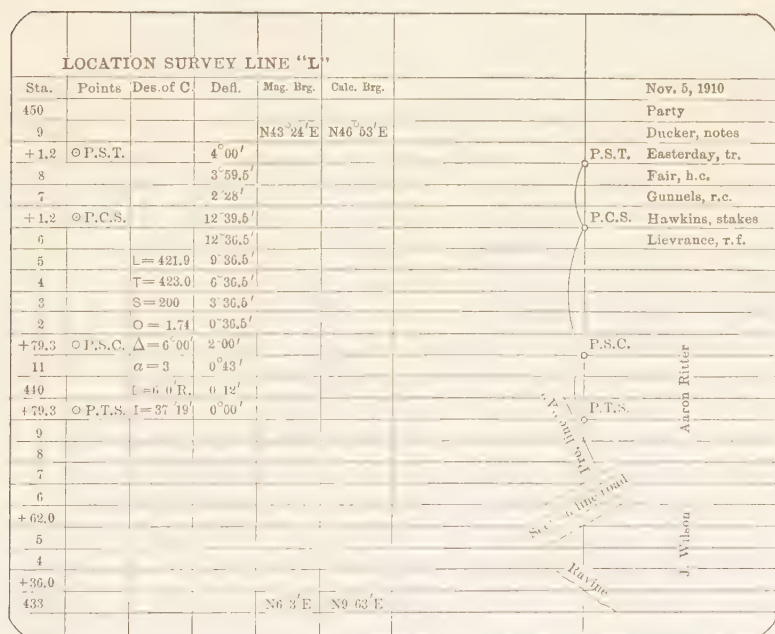 LOCATION SURVEY LINE "L"
Sta. Points Des.of C. Defl. Mag. Brg. Calc. Brg. Nov. 5, 1910
450 Party
9 N43°24'E N46°53'E Ducker, notes
+1.2 ⊙P.S.T. 4°00' P.S.T. Easterday, tr.
8 3°59.5' Fair, h.c.
7 2°28' Gunnels, r.c.
+1.2 ⊙P.C.S. 12°39.5' P.C.S. Hawkins, stakes
6 12°36.5' Lievrance, r.f.
5 L=421.9 9°36.5'
4 T=423.0 6°36.5'
3 S=200 3°36.5'
2 O=1.74 0°36.5'
+79.3 ⊙P.S.C. Δ=6°00' 2°00' P.S.C.
11 a=3 0°43'
440 0 12'
+79.3 ⊙P.T.S. I=37°19' 0°00' P.T.S.
9
8
7
6
+62.0
5
4
+36.0
433 N6 3'E N9 63'E
Pre. line "A"
line road
Ravine
Aaron Ritter
J. Wilson